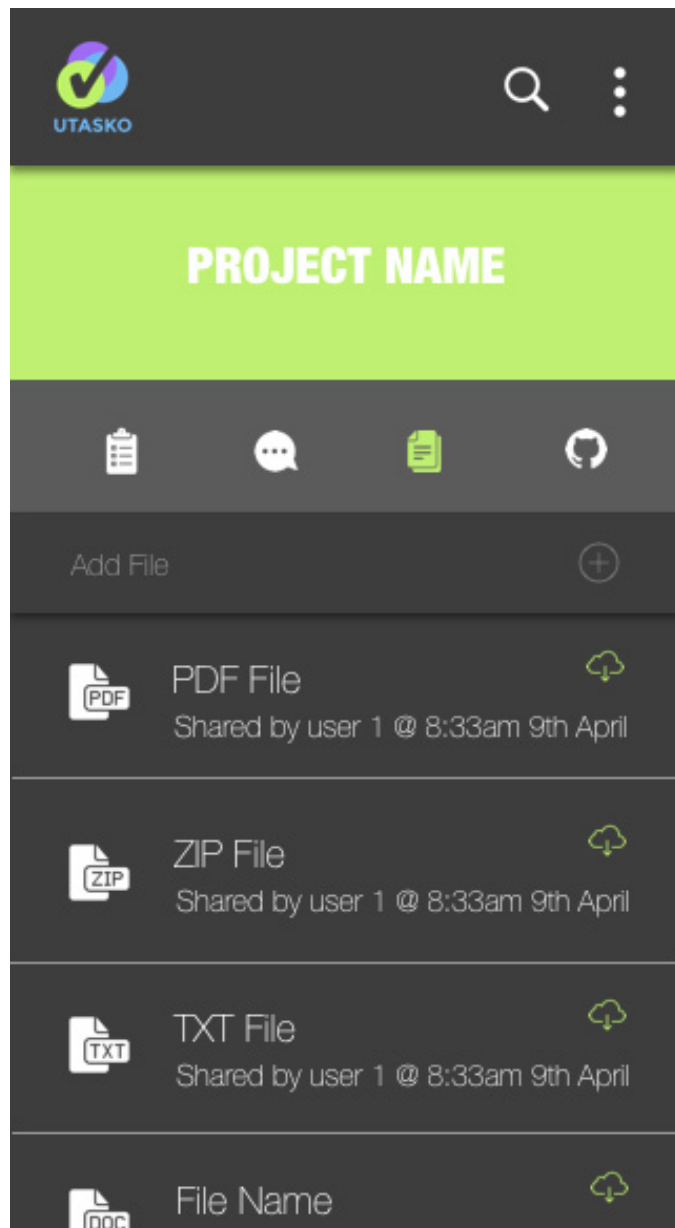 UTASKO
PROJECT NAME
Add File
PDF
PDF File
Shared by user 1 @ 8:33am 9th April
ZIP
ZIP File
Shared by user 1 @ 8:33am 9th April
TXT
TXT File
Shared by user 1 @ 8:33am 9th April
DOC
File Name